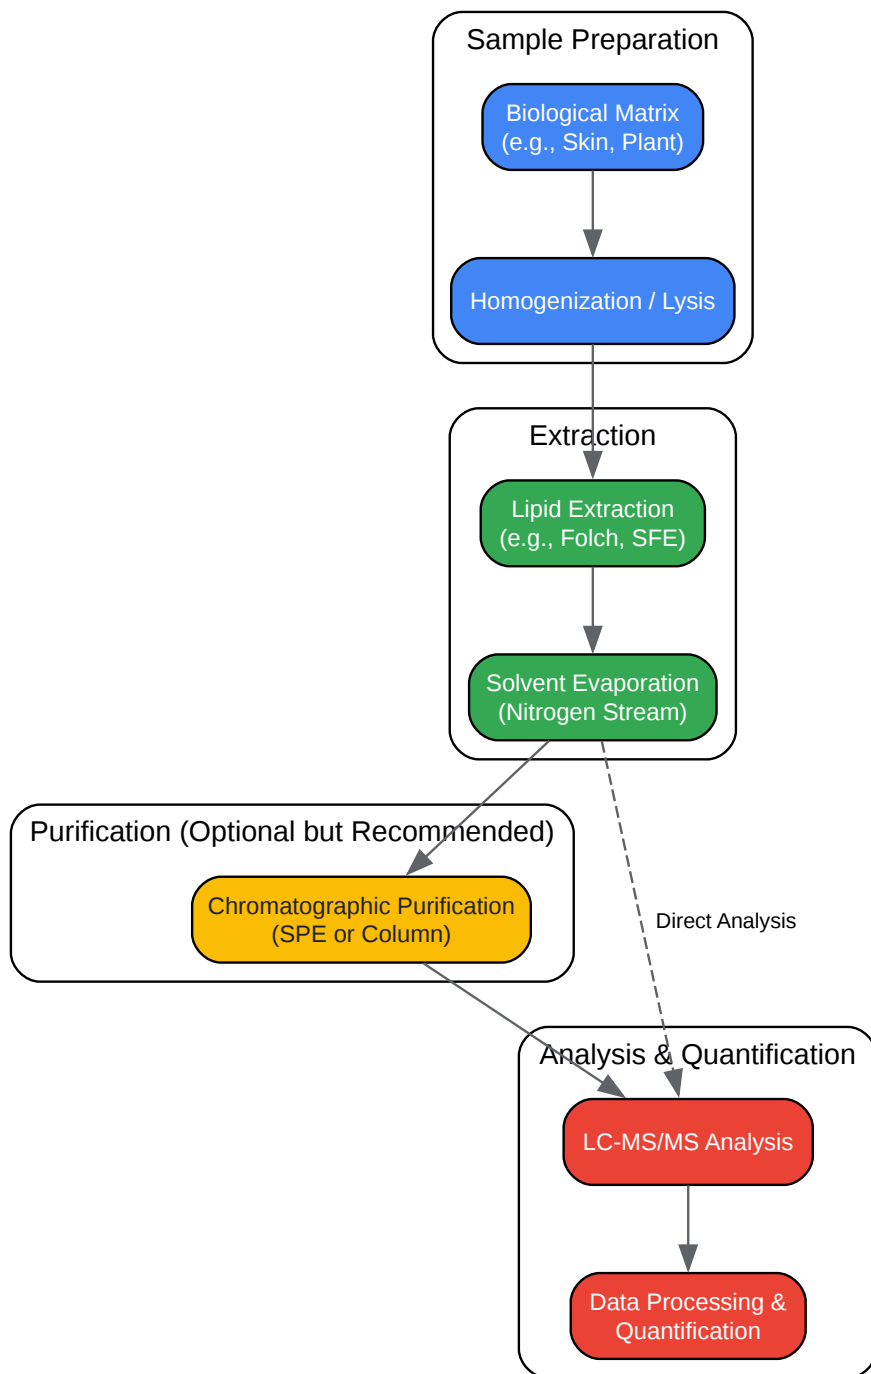 Sample Preparation
Biological Matrix
(e.g., Skin, Plant)
Homogenization / Lysis
Extraction
Lipid Extraction
(e.g., Folch, SFE)
Solvent Evaporation
(Nitrogen Stream)
Purification (Optional but Recommended)
Chromatographic Purification
(SPE or Column)
Direct Analysis
Analysis & Quantification
LC-MS/MS Analysis
Data Processing &
Quantification